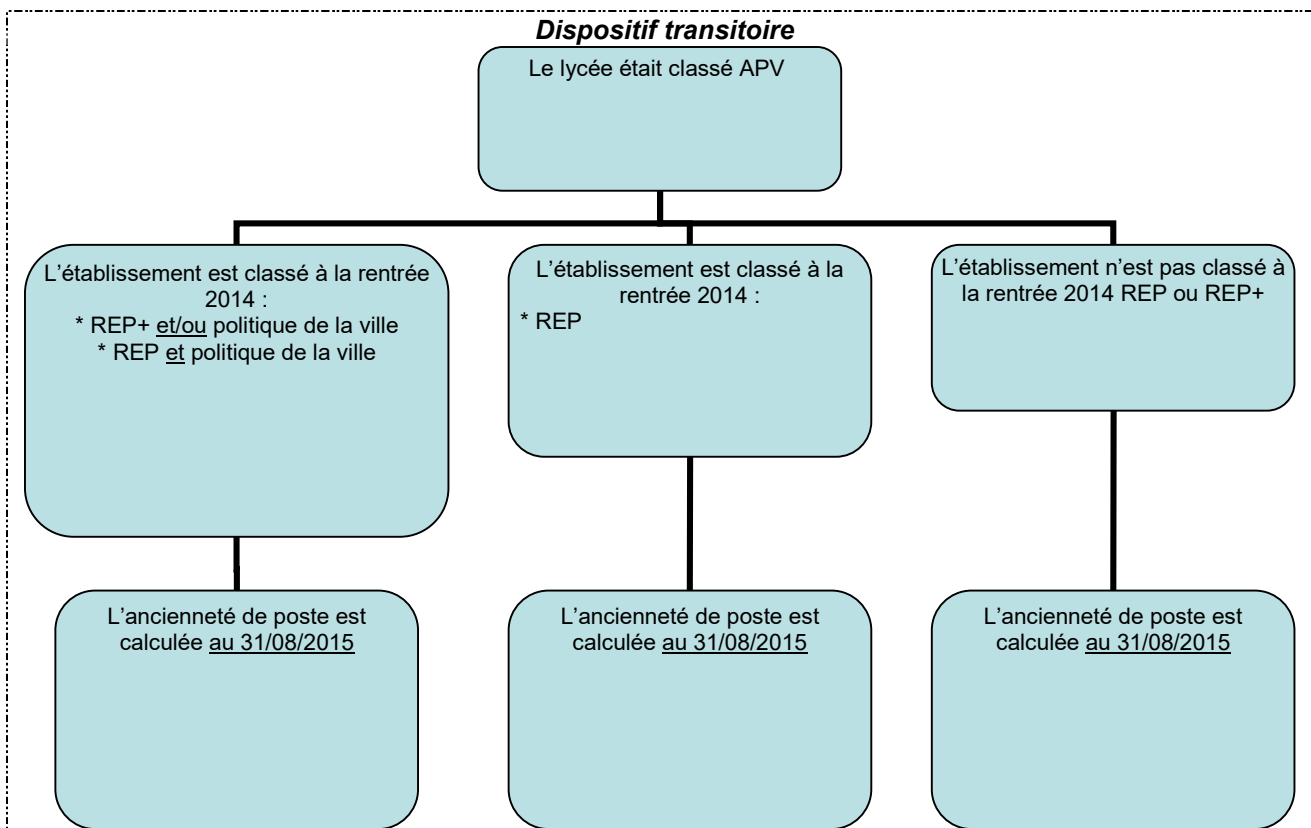 Dispositif transitoire
Le lycée était classé APV
L'établissement est classé à la rentrée
2014 :
* REP+ et/ou politique de la ville
* REP et politique de la ville
L'établissement est classé à la
rentrée 2014 :
* REP
L'établissement n'est pas classé à
la rentrée 2014 REP ou REP+
L'ancienneté de poste est
calculée au 31/08/2015
L'ancienneté de poste est
calculée au 31/08/2015
L'ancienneté de poste est
calculée au 31/08/2015